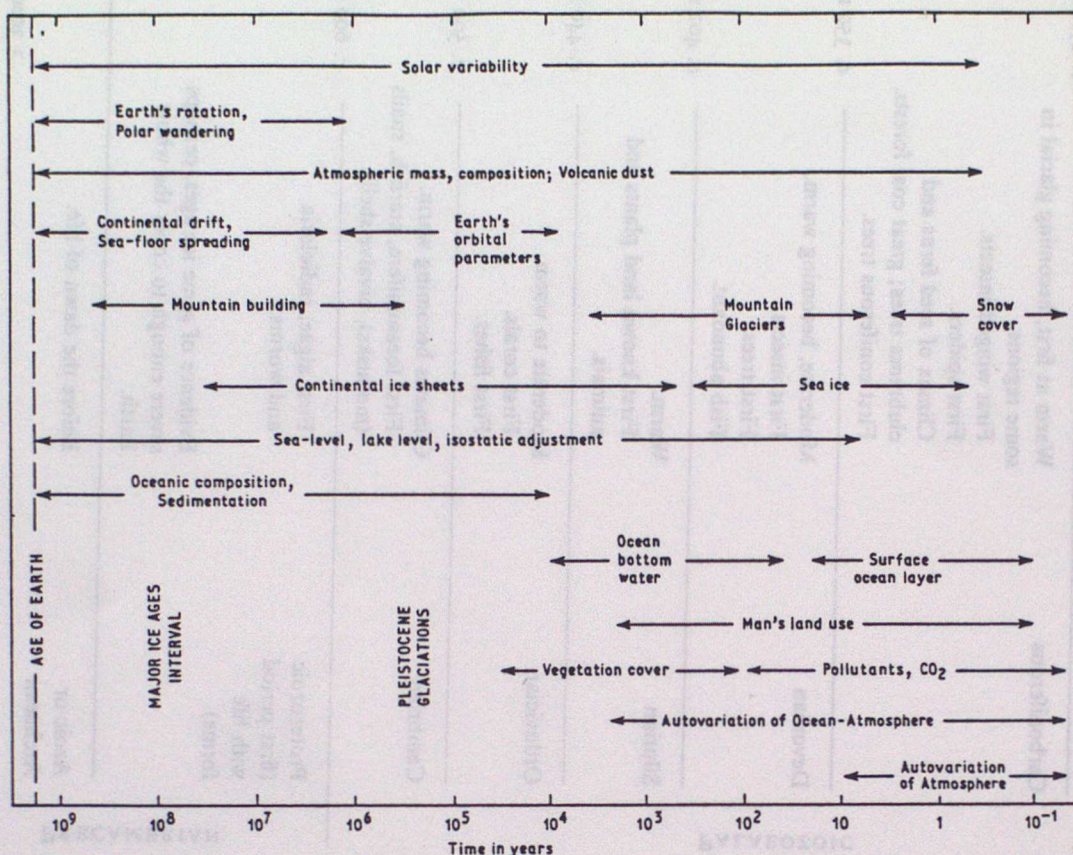 Solar variability
Earth's rotation,
Polar wandering
Atmospheric mass, composition; Volcanic dust
Continental drift,
Sea-floor spreading
Earth's
orbital
parameters
Mountain building
Mountain
Glaciers
Snow
cover
Continental ice sheets
Sea ice
Sea-level, lake level, isostatic adjustment
Oceanic composition,
Sedimentation
Ocean
bottom
water
Surface
ocean layer
Man's land use
Vegetation cover
Pollutants, CO₂
Autovariation of Ocean-Atmosphere
Autovariation
of Atmosphere
AGE OF EARTH
MAJOR ICE AGES
INTERVAL
PLEISTOCENE
GLACIATIONS
10⁹ 10⁸ 10⁷ 10⁶ 10⁵ 10⁴ 10³ 10² 10 1 10⁻¹
Time in years